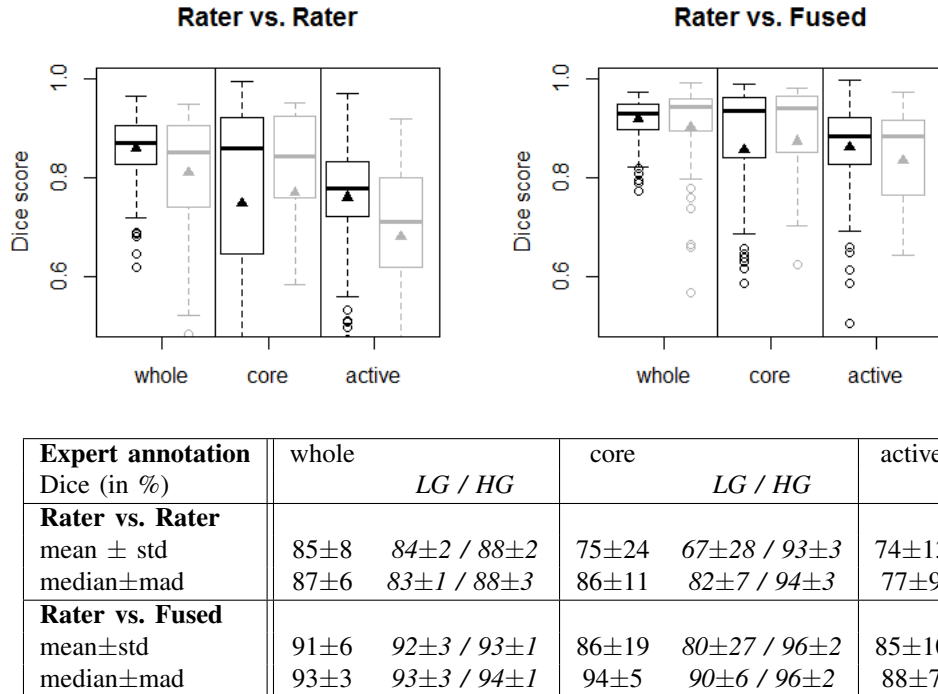 Rater vs. Rater
Rater vs. Fused
Dice score
1.0
0.8
0.6
whole core active
Dice score
1.0
0.8
0.6
whole core active
Expert annotation whole core active
Dice (in %) LG / HG LG / HG
Rater vs. Rater
mean ± std 85±8 84±2 / 88±2 75±24 67±28 / 93±3
median±mad 87±6 83±1 / 88±3 86±11 82±7 / 94±3 77±9
Rater vs. Fused
mean±std 91±6 92±3 / 93±1 86±19 80±27 / 96±2
median±mad 93±3 93±3 / 94±1 94±5 90±6 / 96±2 88±7